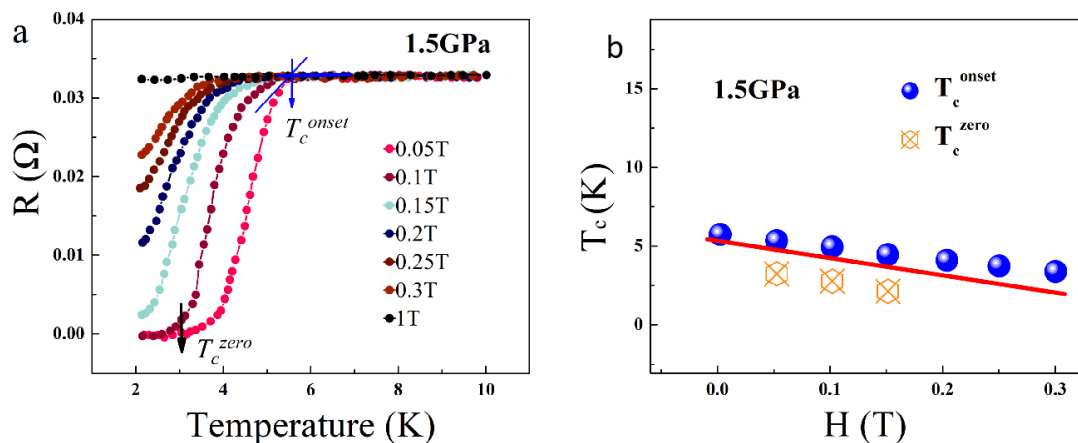 a
1.5GPa
0.04
0.03
0.02
0.01
0.00
R (Ω)
T_c^{onset}
0.05T
0.1T
0.15T
0.2T
0.25T
0.3T
1T
T_c^{zero}
2 4 6 8 10
Temperature (K)
b
1.5GPa
T_c^{onset}
T_c^{zero}
15
10
5
0
T_c (K)
0.0 0.1 0.2 0.3
H (T)